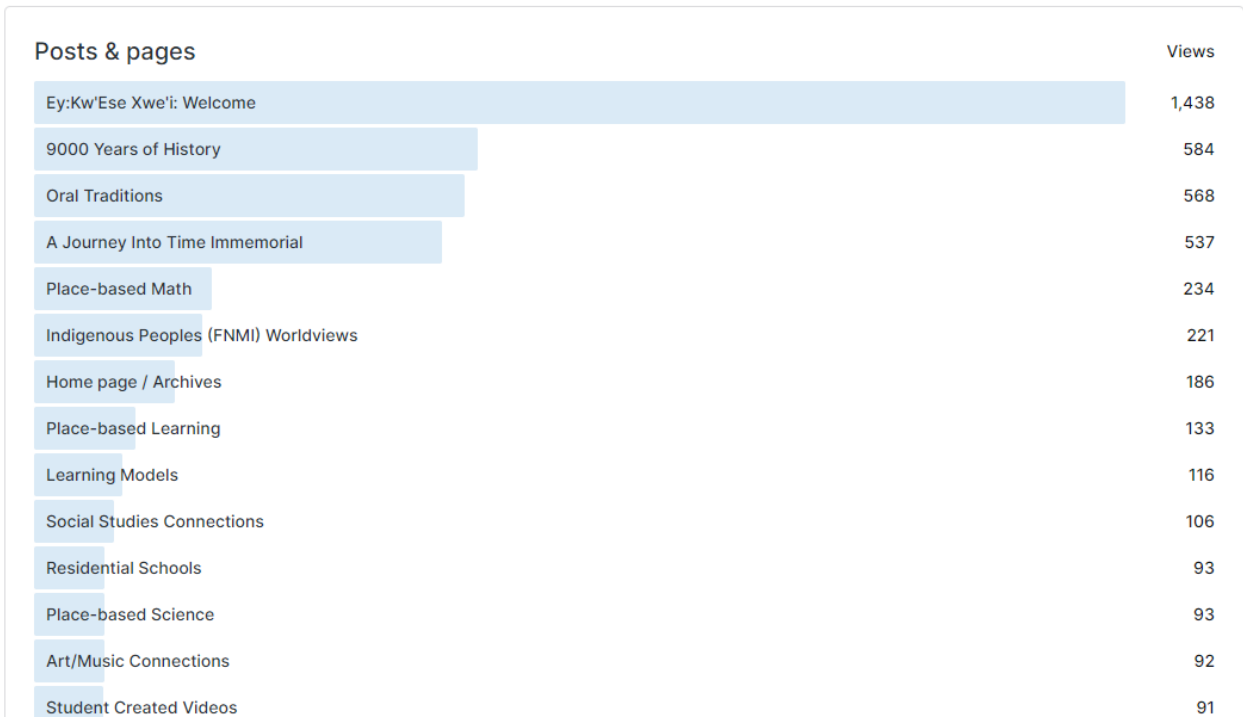 Posts & pages Views
Ey:Kw'Ese Xwe'i: Welcome 1,438
9000 Years of History 584
Oral Traditions 568
A Journey Into Time Immemorial 537
Place-based Math 234
Indigenous Peoples (FNMI) Worldviews 221
Home page / Archives 186
Place-based Learning 133
Learning Models 116
Social Studies Connections 106
Residential Schools 93
Place-based Science 93
Art/Music Connections 92
Student Created Videos 91